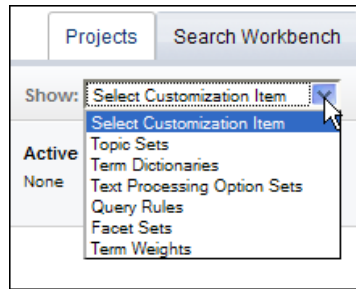 Projects Search Workbench
Show: Select Customization Item
Select Customization Item
Topic Sets
Active Term Dictionaries
None Text Processing Option Sets
Query Rules
Facet Sets
Term Weights